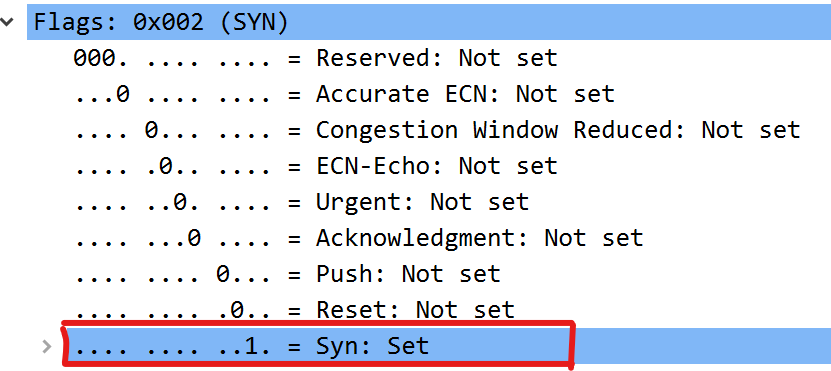 Flags: 0x002 (SYN)
000. .... .... = Reserved: Not set
...0 .... .... = Accurate ECN: Not set
.... 0... .... = Congestion Window Reduced: Not set
.... .0.. .... = ECN-Echo: Not set
.... ..0. .... = Urgent: Not set
.... ...0 .... = Acknowledgment: Not set
.... .... 0... = Push: Not set
.... .... .0.. = Reset: Not set
.... .... ..1. = Syn: Set